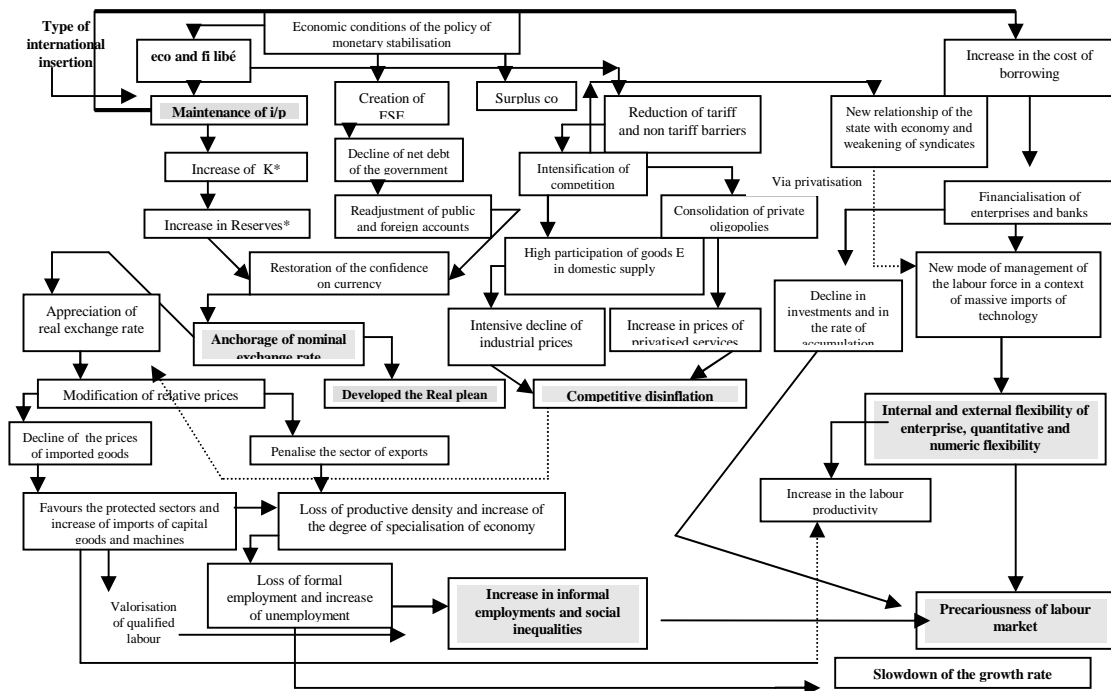 Type of
international
insertion
Economic conditions of the policy of
monetary stabilisation
eco and fi libé
Increase in the cost of
borrowing
Maintenance of i/p
Creation of
FSE
Surplus co
Reduction of tariff
and non tariff barriers
New relationship of the
state with economy and
weakening of syndicates
Increase of K*
Decline of net debt
of the government
Intensification of
competition
Via privatisation
Financialisation of
enterprises and banks
Increase in Reserves*
Readjustment of public
and foreign accounts
Consolidation of private
oligopolies
Restoration of the confidence
on currency
High participation of goods E
in domestic supply
New mode of management of
the labour force in a context
of massive imports of
technology
Appreciation of
real exchange rate
Anchorage of nominal
exchange rate
Intensive decline of
industrial prices
Increase in prices of
privatised services
Decline in
investments and in
the rate of
accumulation
Modification of relative prices
Developed the Real plean
Competitive disinflation
Internal and external flexibility of
enterprise, quantitative and
numeric flexibility
Decline of the prices
of imported goods
Penalise the sector of exports
Favours the protected sectors and
increase of imports of capital
goods and machines
Loss of productive density and increase of
the degree of specialisation of economy
Increase in the labour
productivity
Loss of formal
employment and increase
of unemployment
Valorisation
of qualified
labour
Increase in informal
employments and social
inequalities
Precariousness of labour
market
Slowdown of the growth rate